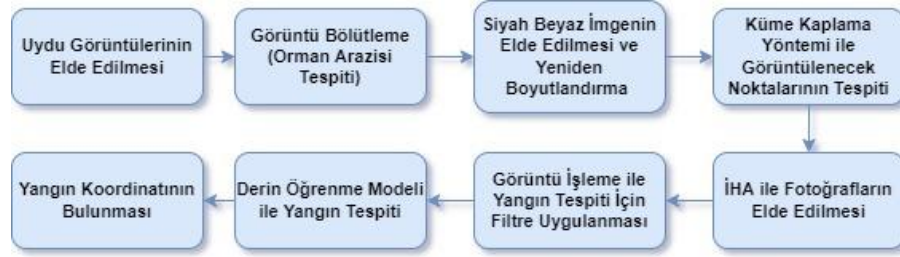 Uydu Görüntülerinin
Elde Edilmesi
Görüntü Bölütleme
(Orman Arazisi
Tespiti)
Siyah Beyaz İmgenin
Elde Edilmesi ve
Yeniden
Boyutlandırma
Küme Kaplama
Yöntemi ile
Görüntülenecek
Noktalarının Tespiti
İHA ile Fotoğrafların
Elde Edilmesi
Görüntü İşleme ile
Yangın Tespiti İçin
Filtre Uygulanması
Derin Öğrenme Modeli
ile Yangın Tespiti
Yangın Koordinatının
Bulunması